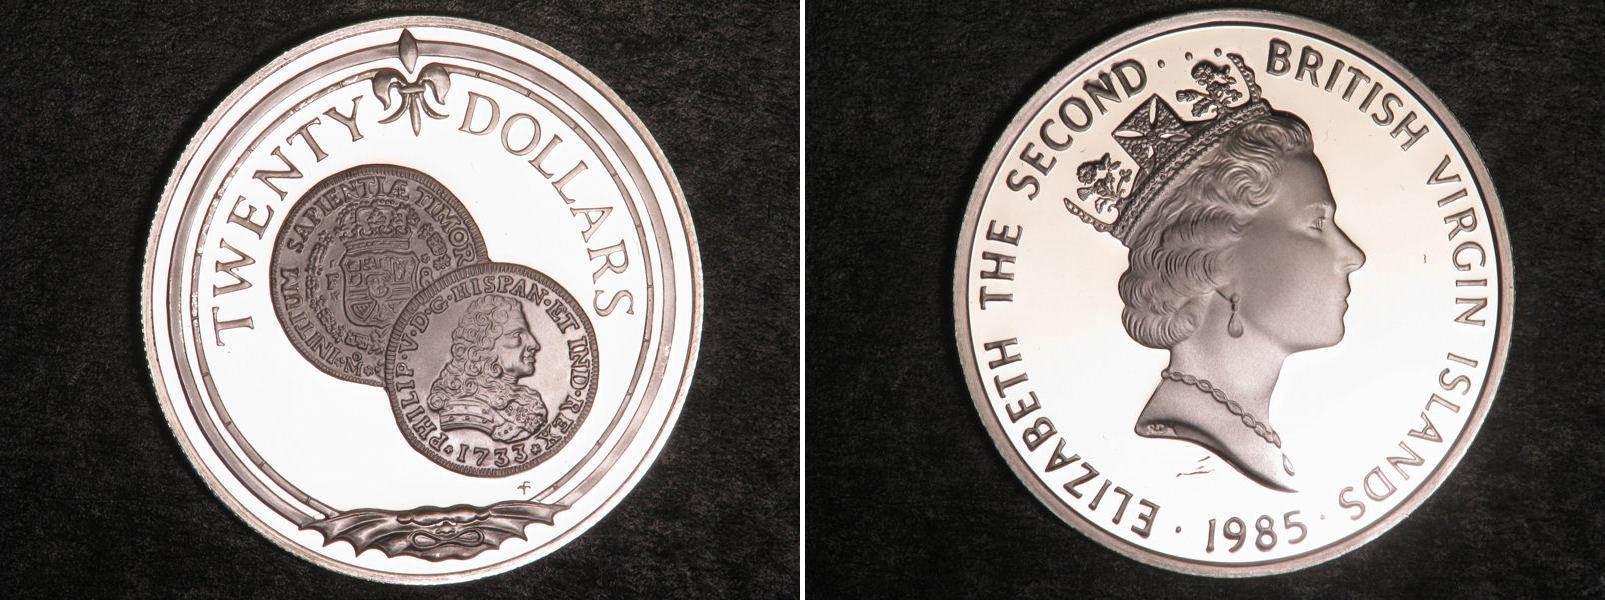 TWENTY DOLLARS
·INITIUM SAPIENTIÆ TIMOR
·M°·
F
PHILIP·V·D·G·HISPAN·ET IND·REX
·1733·
ELIZABETH THE SECOND · BRITISH VIRGIN ISLANDS
· 1985 ·